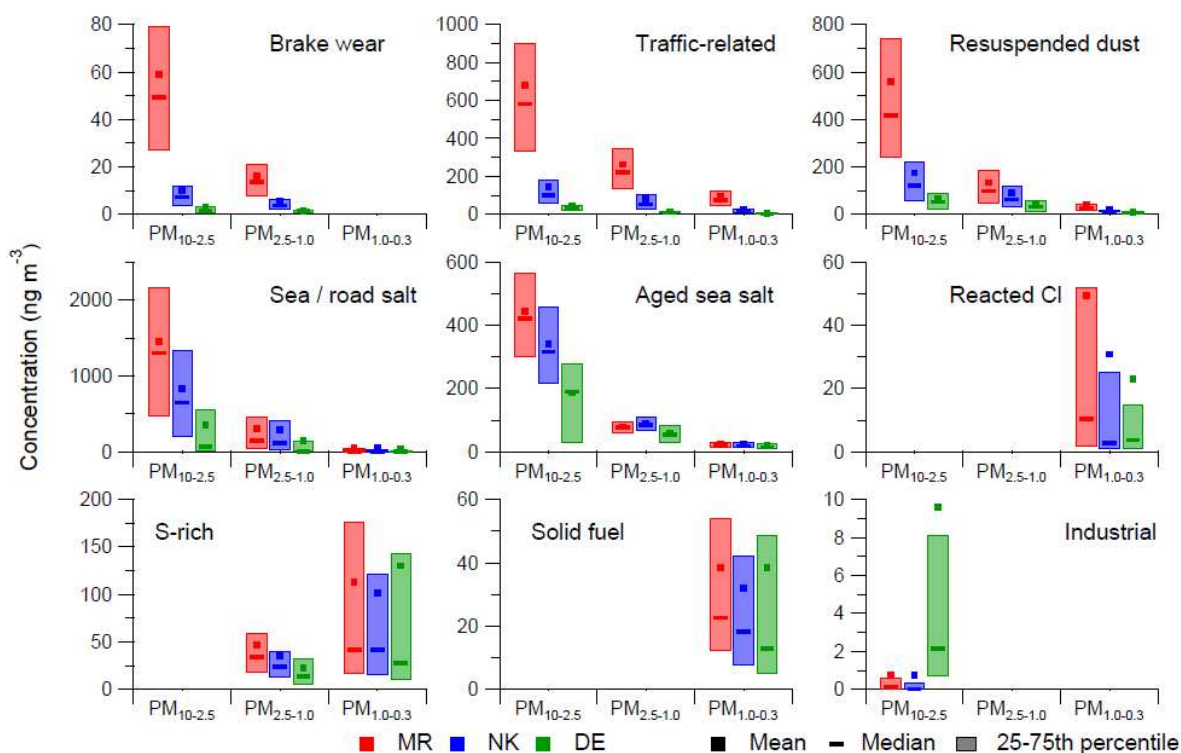 Concentration (ng m⁻³)
Brake wear
80
60
40
20
0
PM₁₀₋₂.₅ PM₂.₅₋₁.₀ PM₁.₀₋₀.₃
Traffic-related
1000
800
600
400
200
0
PM₁₀₋₂.₅ PM₂.₅₋₁.₀ PM₁.₀₋₀.₃
Resuspended dust
800
600
400
200
0
PM₁₀₋₂.₅ PM₂.₅₋₁.₀ PM₁.₀₋₀.₃
Sea / road salt
2000
1000
0
PM₁₀₋₂.₅ PM₂.₅₋₁.₀ PM₁.₀₋₀.₃
Aged sea salt
600
400
200
0
PM₁₀₋₂.₅ PM₂.₅₋₁.₀ PM₁.₀₋₀.₃
Reacted Cl
60
40
20
0
PM₁₀₋₂.₅ PM₂.₅₋₁.₀ PM₁.₀₋₀.₃
S-rich
200
150
100
50
0
PM₁₀₋₂.₅ PM₂.₅₋₁.₀ PM₁.₀₋₀.₃
Solid fuel
60
40
20
0
PM₁₀₋₂.₅ PM₂.₅₋₁.₀ PM₁.₀₋₀.₃
Industrial
10
8
6
4
2
0
PM₁₀₋₂.₅ PM₂.₅₋₁.₀ PM₁.₀₋₀.₃
MR NK DE Mean Median 25-75th percentile